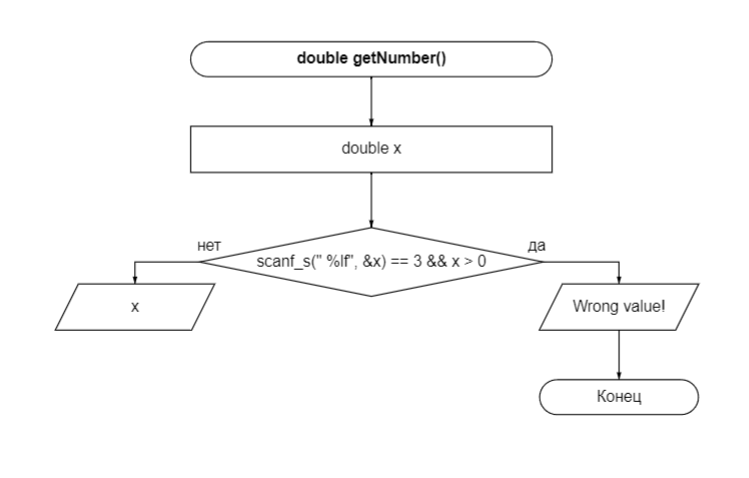 double getNumber()
double x
нет
да
scanf_s(" %lf", &x) == 3 && x > 0
x
Wrong value!
Конец